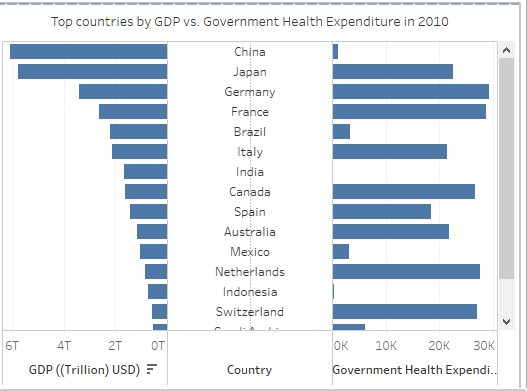 Top countries by GDP vs. Government Health Expenditure in 2010
China
Japan
Germany
France
Brazil
Italy
India
Canada
Spain
Australia
Mexico
Netherlands
Indonesia
Switzerland
6T 4T 2T 0T 0K 10K 20K 30K
GDP ((Trillion) USD) Country Government Health Expendi..